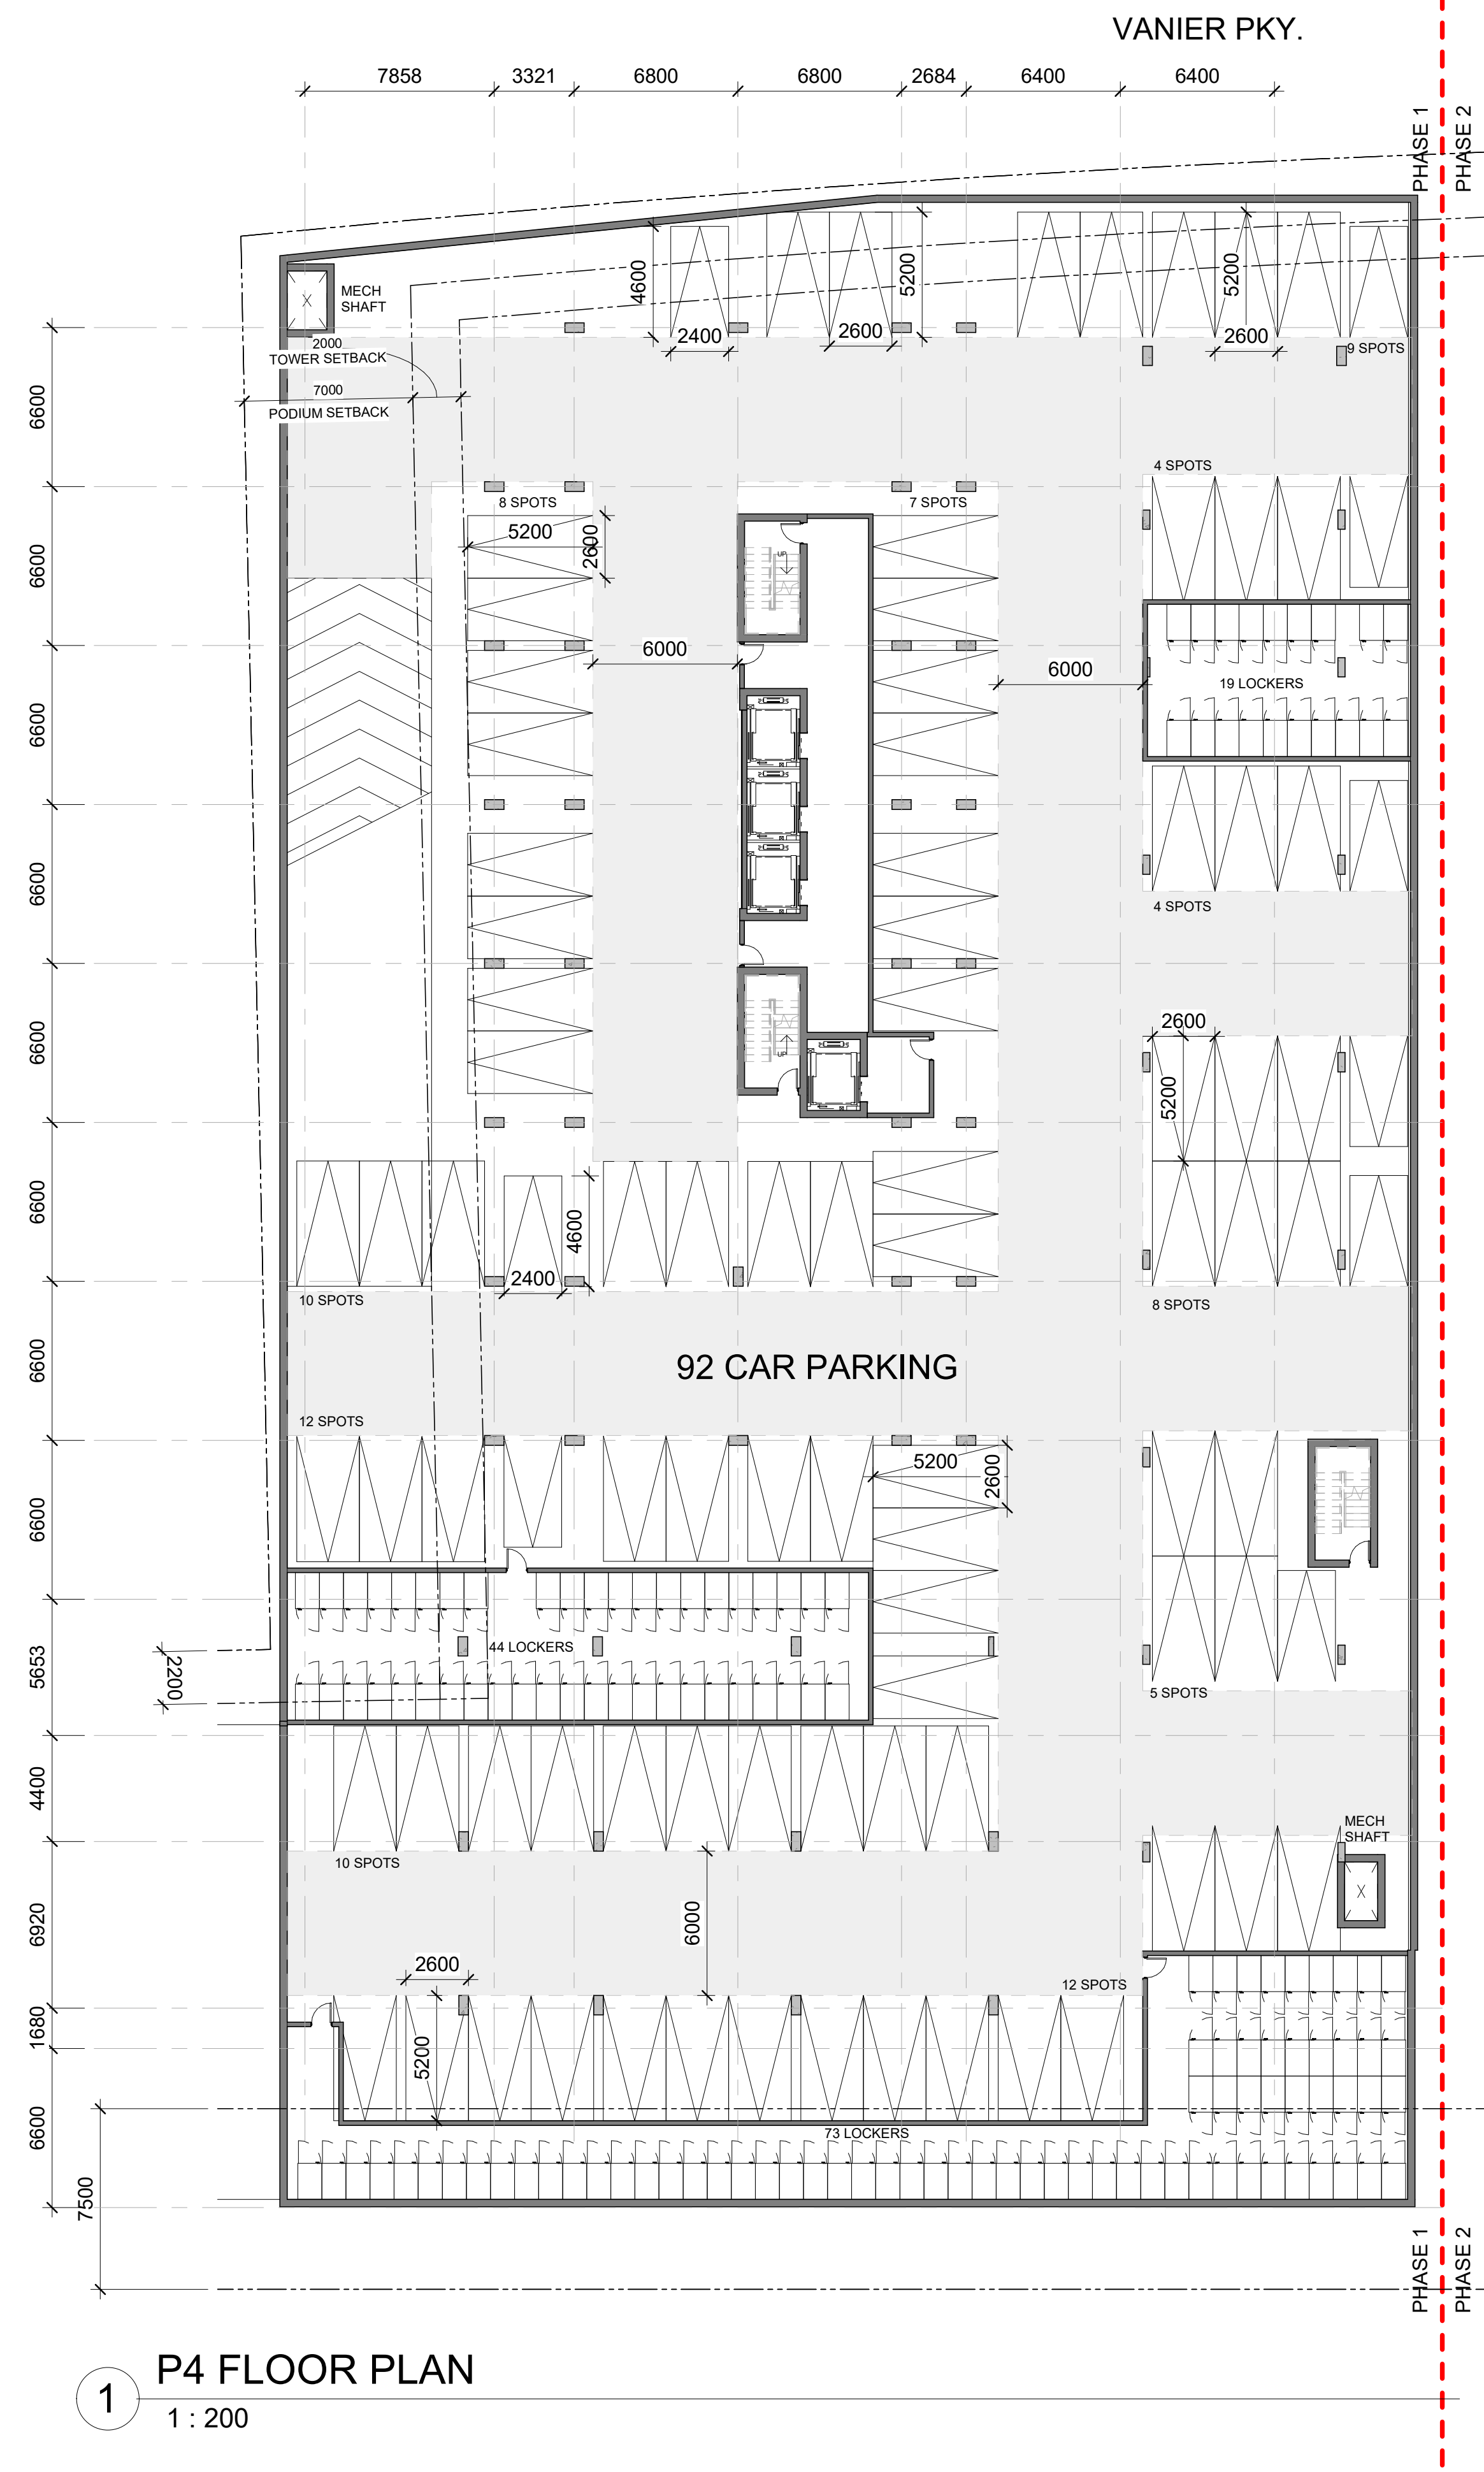 VANIER PKY.
7858
3321
6800
6800
2684
6400
6400
PHASE 1
PHASE 2
MECH
SHAFT
4600
5200
5200
2400
2600
2600
2000
TOWER SETBACK
7000
PODIUM SETBACK
9 SPOTS
6600
4 SPOTS
8 SPOTS
7 SPOTS
5200
2600
UP
6600
6000
6000
19 LOCKERS
6600
6600
4 SPOTS
6600
2600
5200
UP
6600
4600
2400
10 SPOTS
8 SPOTS
6600
92 CAR PARKING
12 SPOTS
5200
2600
6600
44 LOCKERS
5653
2200
5 SPOTS
4400
MECH
SHAFT
10 SPOTS
6920
6000
2600
12 SPOTS
1680
5200
6600
73 LOCKERS
7500
PHASE 1
PHASE 2
1
P4 FLOOR PLAN
1 : 200